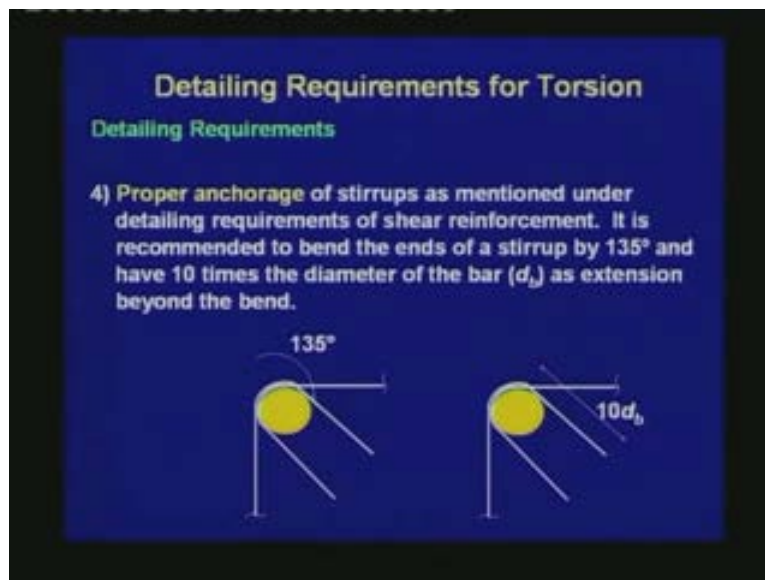 Detailing Requirements for Torsion
Detailing Requirements
4) Proper anchorage of stirrups as mentioned under
detailing requirements of shear reinforcement. It is
recommended to bend the ends of a stirrup by 135° and
have 10 times the diameter of the bar (d_b) as extension
beyond the bend.
135°
10d_b